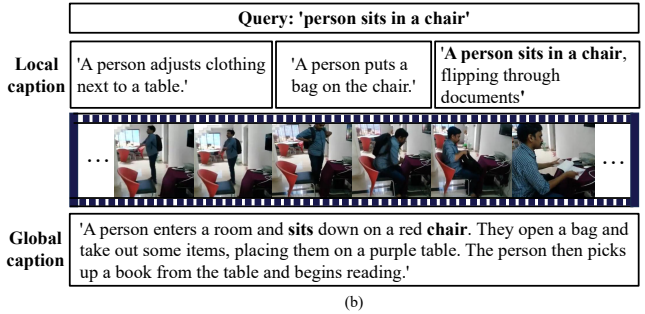 Query: 'person sits in a chair'
Local
caption
'A person adjusts clothing
next to a table.'
'A person puts a
bag on the chair.'
'A person sits in a chair,
flipping through
documents'
...
...
Global
caption
'A person enters a room and sits down on a red chair. They open a bag and
take out some items, placing them on a purple table. The person then picks
up a book from the table and begins reading.'
(b)